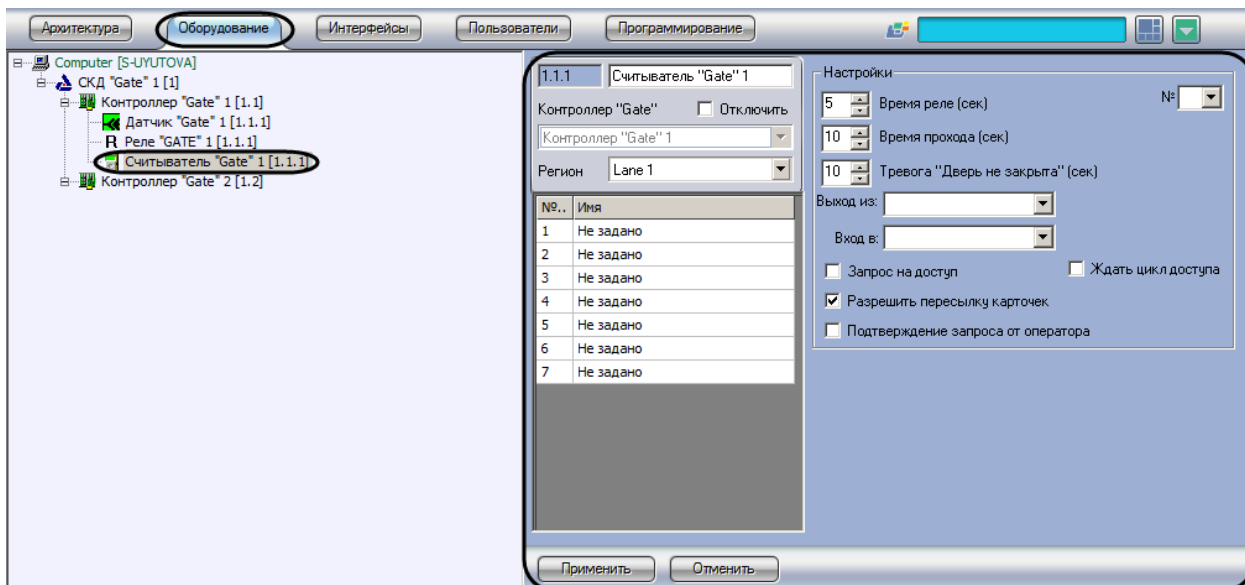 Архитектура Оборудование Интерфейсы Пользователи Программирование
Computer [S-UYUTOVA]
СКД "Gate" 1 [1]
Контроллер "Gate" 1 [1.1]
Датчик "Gate" 1 [1.1.1]
R Реле "GATE" 1 [1.1.1]
Считыватель "Gate" 1 [1.1.1]
Контроллер "Gate" 2 [1.2]
1.1.1 Считыватель "Gate" 1
Контроллер "Gate" Отключить
Контроллер "Gate" 1
Регион Lane 1
№.. Имя
1 Не задано
2 Не задано
3 Не задано
4 Не задано
5 Не задано
6 Не задано
7 Не задано
Настройки
5 Время реле (сек) №
10 Время прохода (сек)
10 Тревога "Дверь не закрыта" (сек)
Выход из:
Вход в:
Запрос на доступ Ждать цикл доступа
Разрешить пересылку карточек
Подтверждение запроса от оператора
Применить Отменить